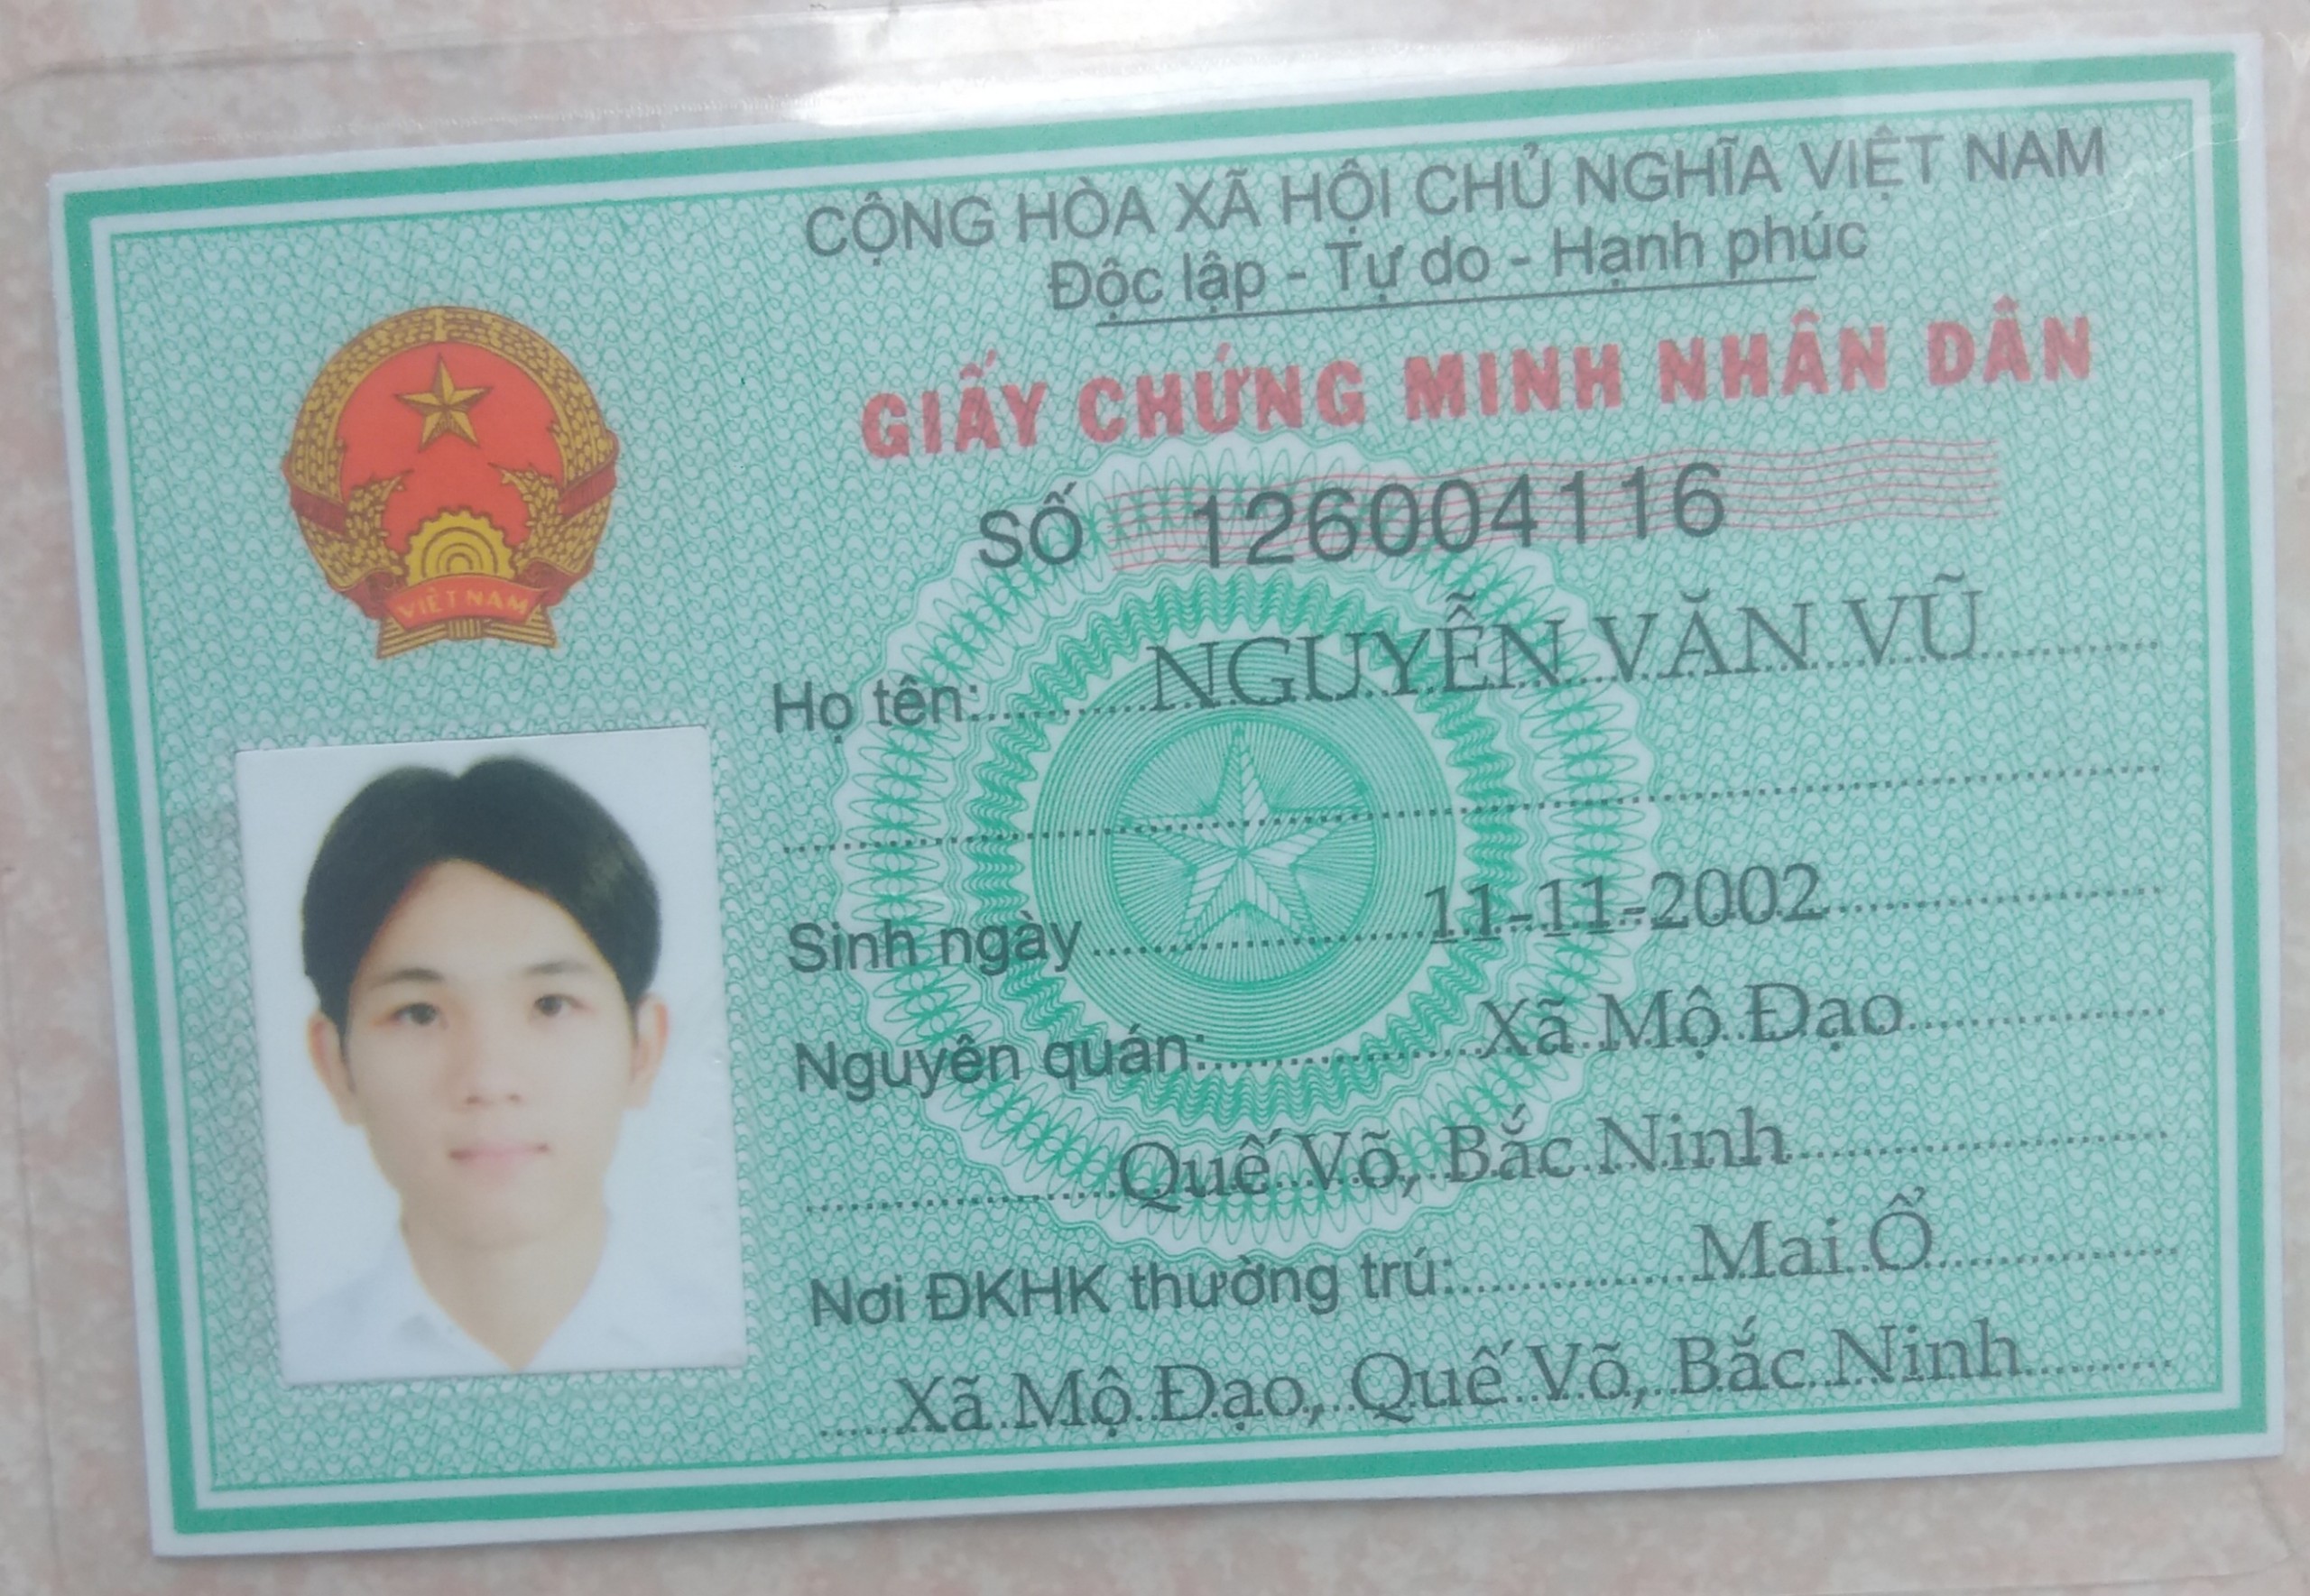 CỘNG HÒA XÃ HỘI CHỦ NGHĨA VIỆT NAM
Độc lập - Tự do - Hạnh phúc
GIẤY CHỨNG MINH NHÂN DÂN
SỐ 126004116
VIỆT NAM
Họ tên: NGUYỄN VĂN VŨ
Sinh ngày 11-11-2002
Nguyên quán: Xã Mộ Đạo
Quế Võ, Bắc Ninh
Nơi ĐKHK thường trú: Mai Ổ
Xã Mộ Đạo, Quế Võ, Bắc Ninh